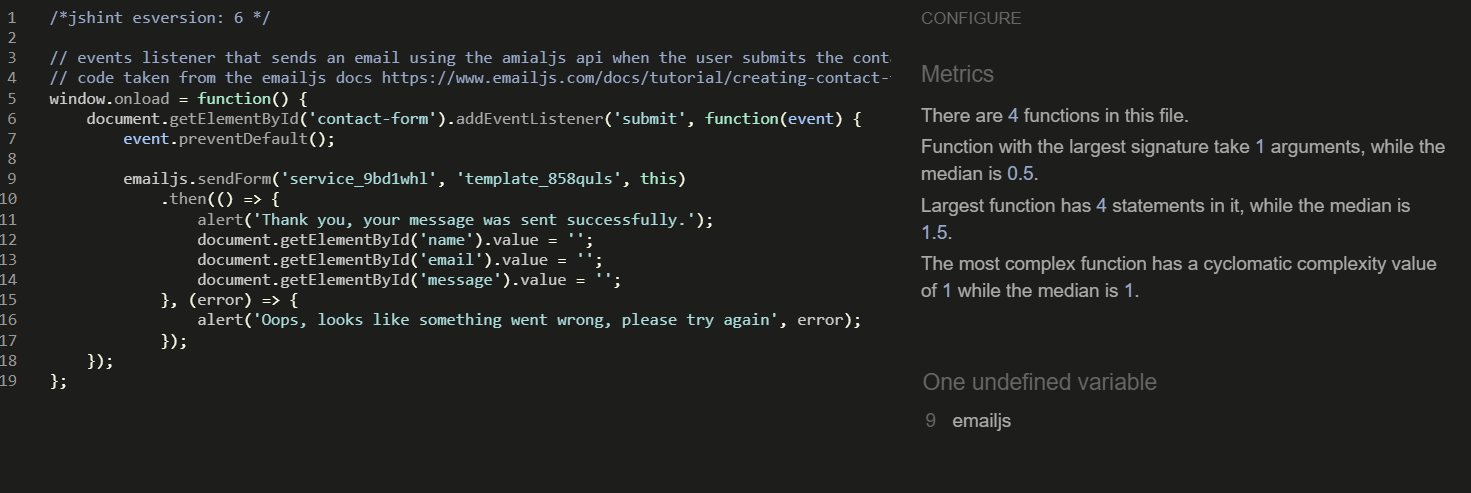 1 /*jshint esversion: 6 */
2
3 // events listener that sends an email using the amialjs api when the user submits the cont
4 // code taken from the emailjs docs https://www.emailjs.com/docs/tutorial/creating-contact-
5 window.onload = function() {
6 document.getElementById('contact-form').addEventListener('submit', function(event) {
7 event.preventDefault();
8
9 emailjs.sendForm('service_9bd1whl', 'template_858quls', this)
10 .then(() => {
11 alert('Thank you, your message was sent successfully.');
12 document.getElementById('name').value = '';
13 document.getElementById('email').value = '';
14 document.getElementById('message').value = '';
15 }, (error) => {
16 alert('Oops, looks like something went wrong, please try again', error);
17 });
18 });
19 };
CONFIGURE
Metrics
There are 4 functions in this file.
Function with the largest signature take 1 arguments, while the
median is 0.5.
Largest function has 4 statements in it, while the median is
1.5.
The most complex function has a cyclomatic complexity value
of 1 while the median is 1.
One undefined variable
9 emailjs